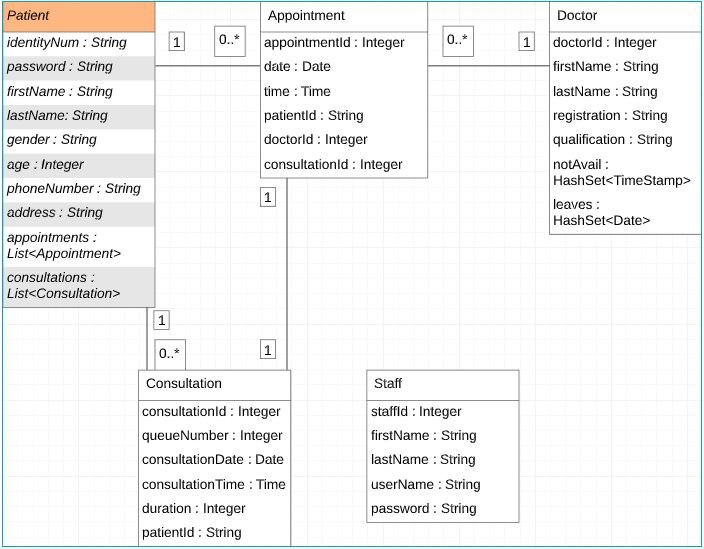 Patient
identityNum : String
password : String
firstName : String
lastName: String
gender : String
age : Integer
phoneNumber : String
address : String
appointments :
List<Appointment>
consultations :
List<Consultation>
1
0..*
Appointment
appointmentId : Integer
date : Date
time : Time
patientId : String
doctorId : Integer
consultationId : Integer
0..*
1
Doctor
doctorId : Integer
firstName : String
lastName : String
registration : String
qualification : String
notAvail :
HashSet<TimeStamp>
leaves :
HashSet<Date>
1
1
0..*
1
Consultation
consultationId : Integer
queueNumber : Integer
consultationDate : Date
consultationTime : Time
duration : Integer
patientId : String
Staff
staffId : Integer
firstName : String
lastName : String
userName : String
password : String